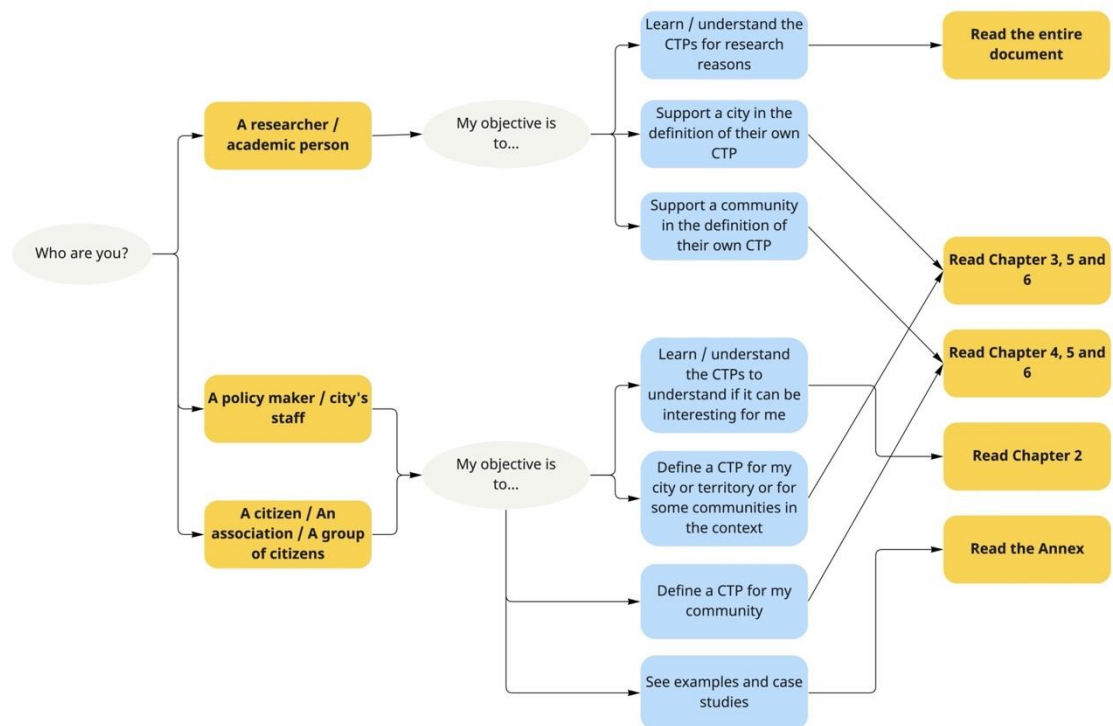 Learn / understand the
CTPs for research
reasons
Read the entire
document
A researcher /
academic person
My objective is
to...
Support a city in the
definition of their own
CTP
Support a community
in the definition of
their own CTP
Who are you?
Read Chapter 3, 5 and
6
Read Chapter 4, 5 and
6
Learn / understand
the CTPs to
understand if it can be
interesting for me
A policy maker / city's
staff
My objective is
to...
Read Chapter 2
Define a CTP for my
city or territory or for
some communities in
the context
A citizen / An
association / A group
of citizens
Read the Annex
Define a CTP for my
community
See examples and case
studies